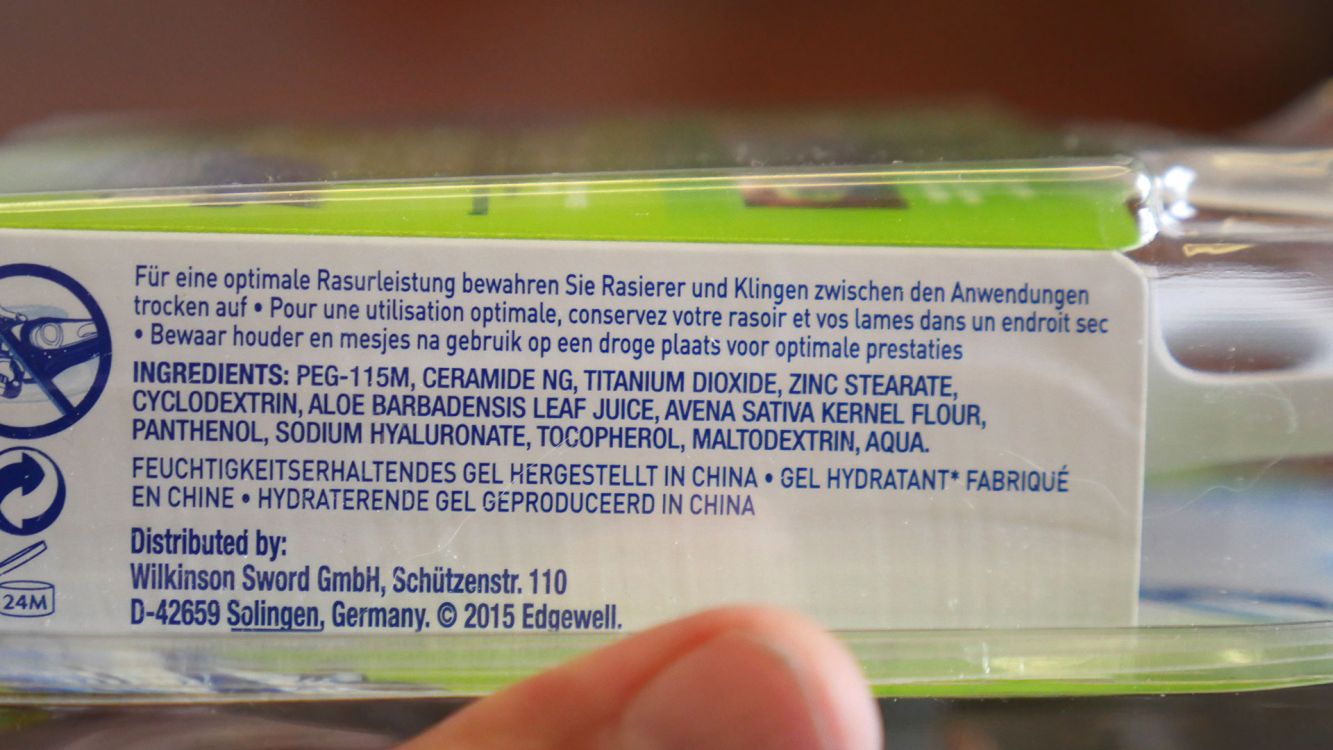 Für eine optimale Rasurleistung bewahren Sie Rasierer und Klingen zwischen den Anwendungen
trocken auf • Pour une utilisation optimale, conservez votre rasoir et vos lames dans un endroit sec
• Bewaar houder en mesjes na gebruik op een droge plaats voor optimale prestaties
INGREDIENTS: PEG-115M, CERAMIDE NG, TITANIUM DIOXIDE, ZINC STEARATE,
CYCLODEXTRIN, ALOE BARBADENSIS LEAF JUICE, AVENA SATIVA KERNEL FLOUR,
PANTHENOL, SODIUM HYALURONATE, TOCOPHEROL, MALTODEXTRIN, AQUA.
FEUCHTIGKEITSERHALTENDES GEL HERGESTELLT IN CHINA • GEL HYDRATANT* FABRIQUÉ
EN CHINE • HYDRATERENDE GEL GEPRODUCEERD IN CHINA
Distributed by:
Wilkinson Sword GmbH, Schützenstr. 110
D-42659 Solingen, Germany. © 2015 Edgewell.
24M